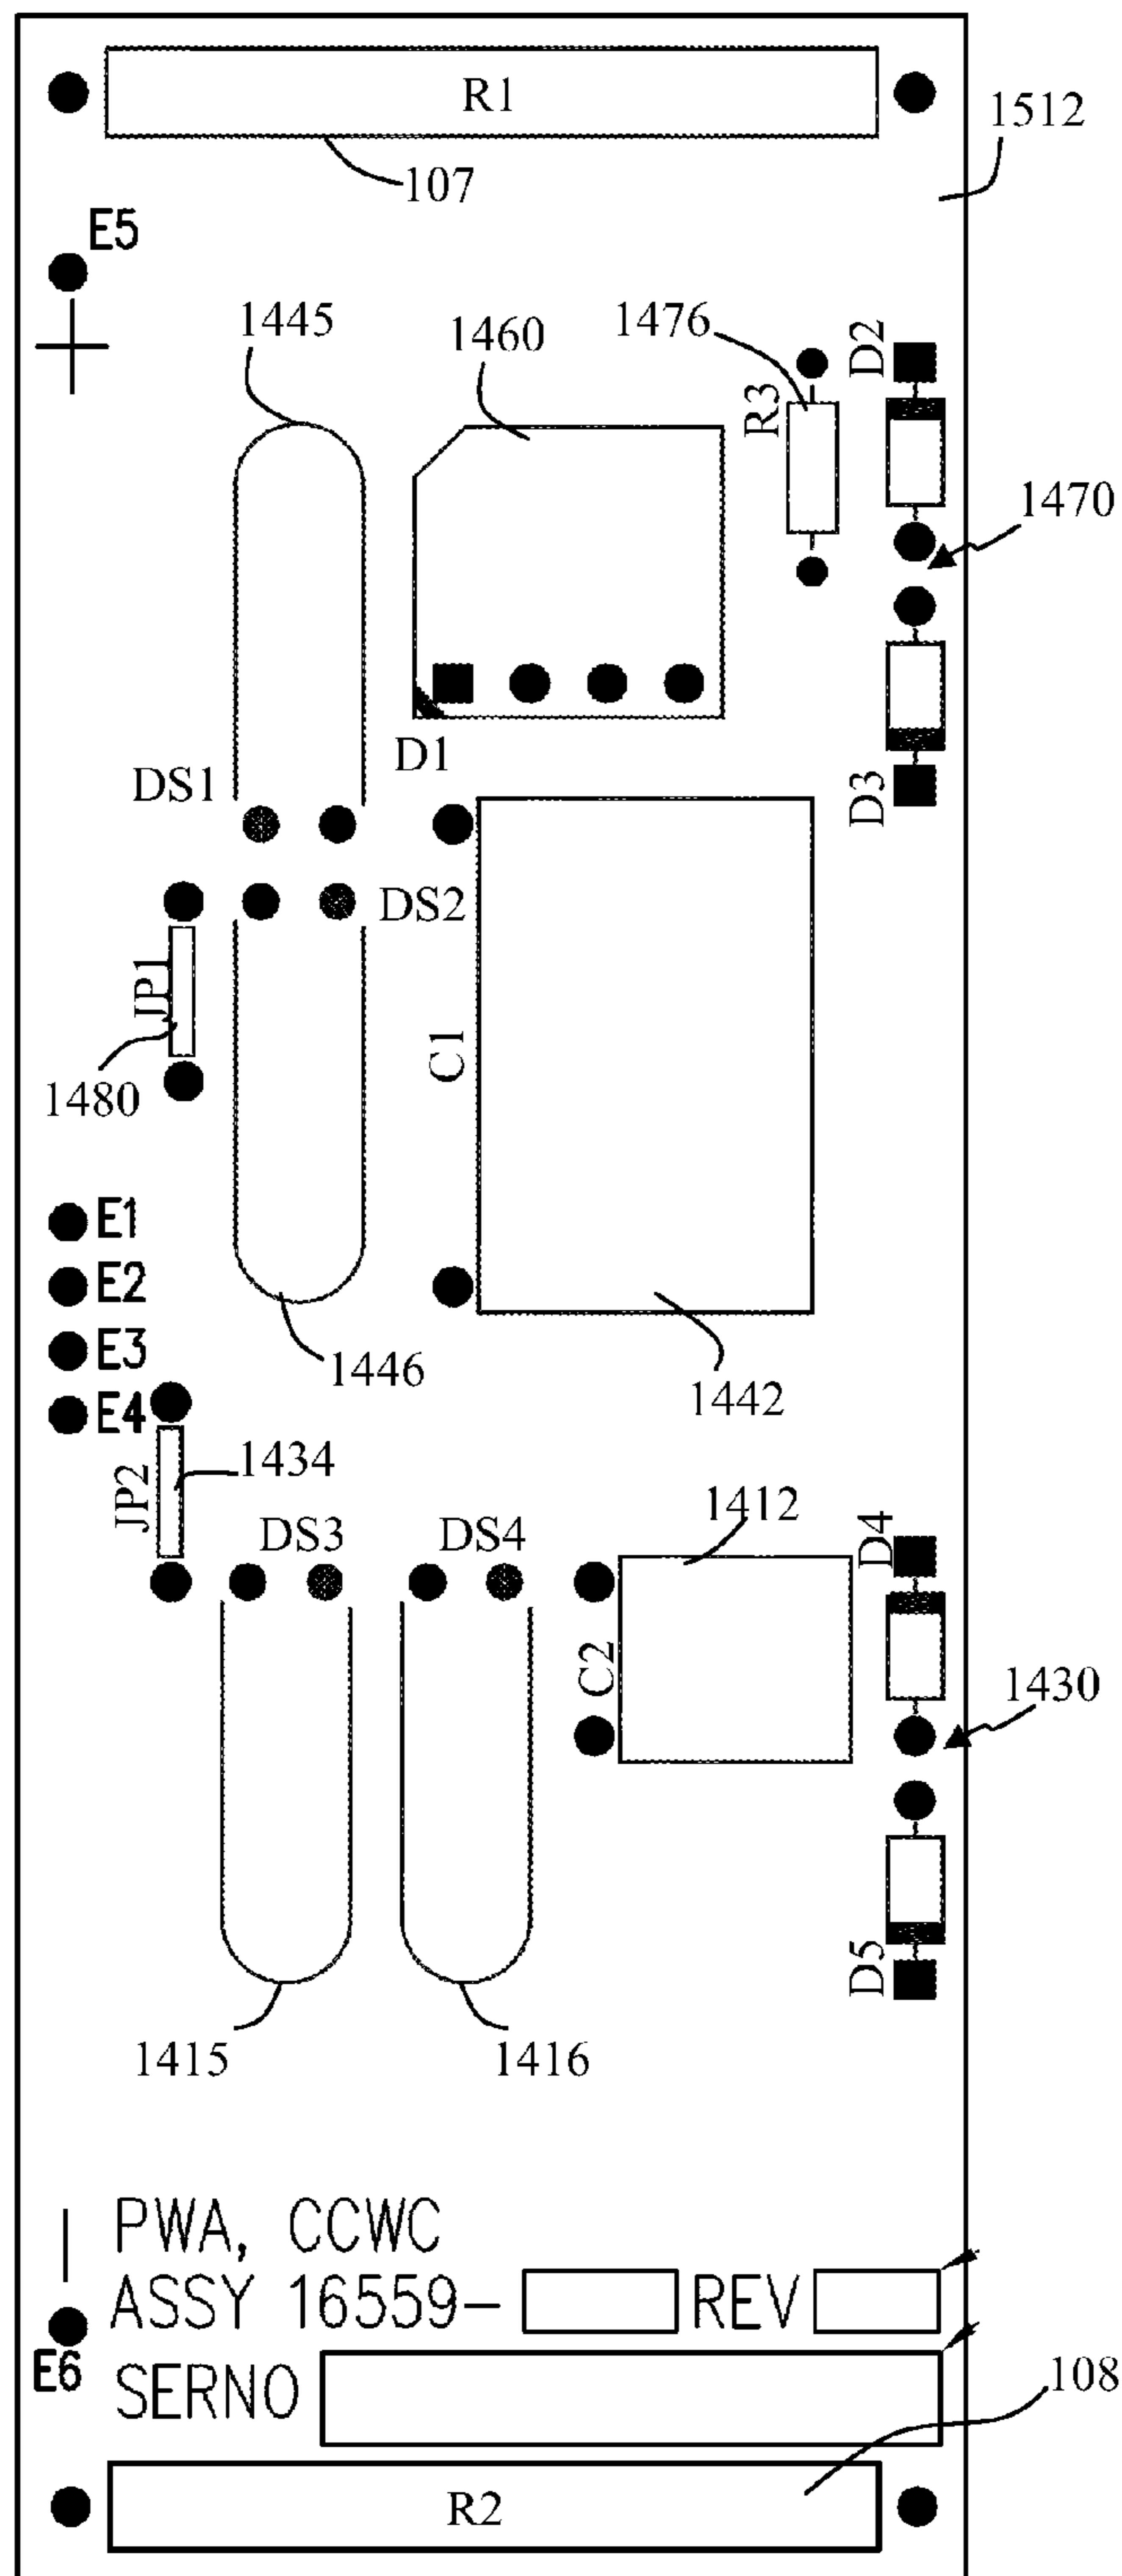 R1
1512
107
E5
1445
1460
1476
D2
R3
1470
D1
DS1
D3
DS2
JP1
C1
1480
E1
E2
E3
1446
1442
E4
1434
JP2
1412
DS3
DS4
D4
C2
1430
D5
1415
1416
PWA, CCWC
ASSY 16559- REV
E6
SERNO
108
R2